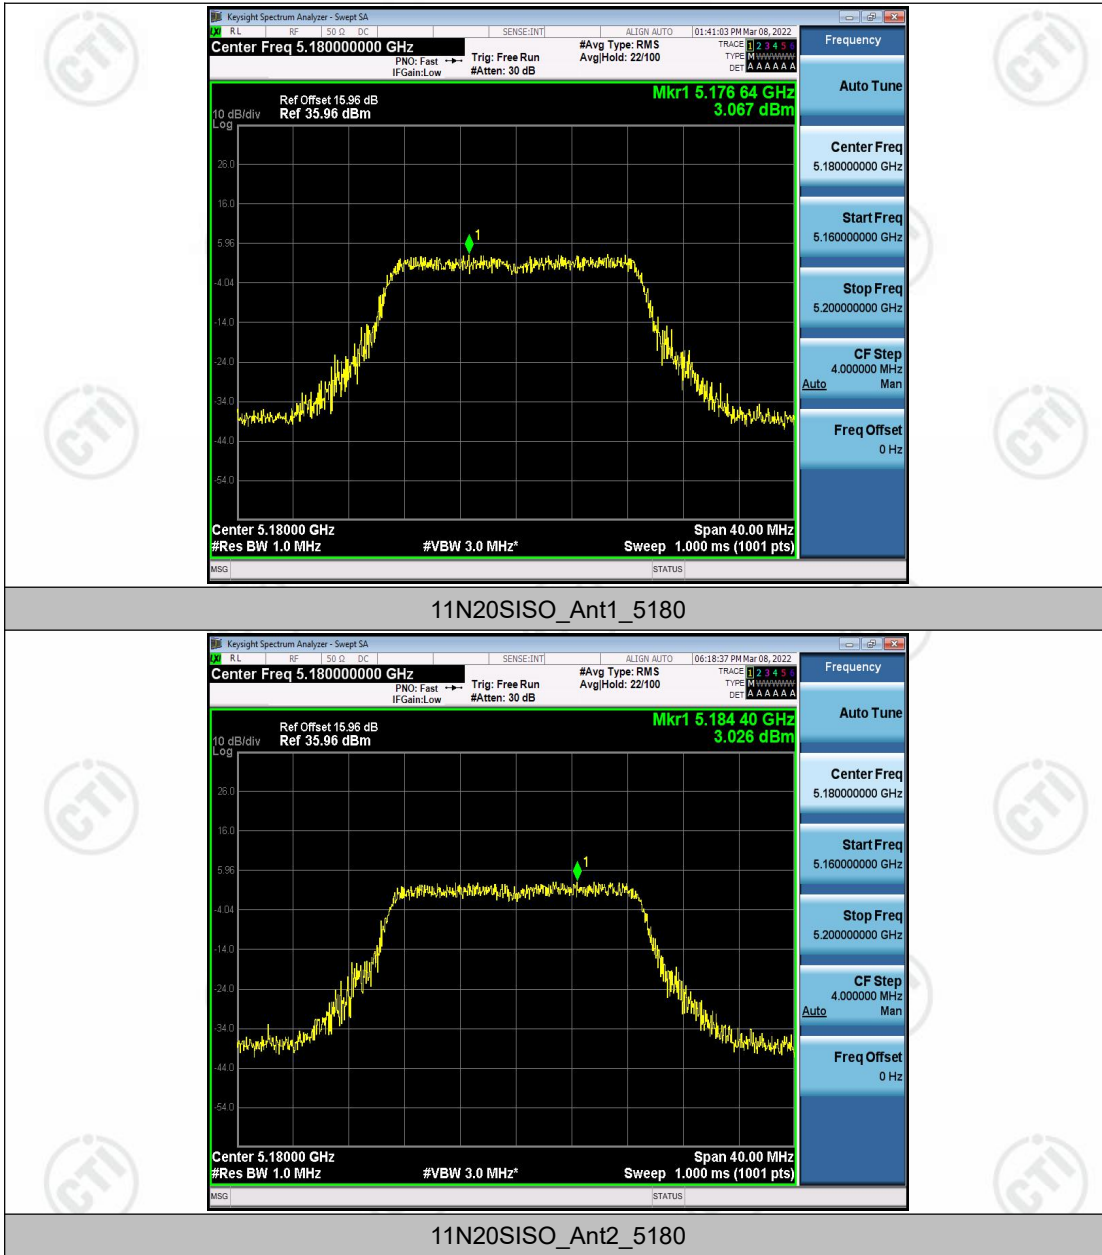 Keysight Spectrum Analyzer - Swept SA
LXI RL RF 50 Ω DC SENSE:INT ALIGN AUTO 01:41:03 PM Mar 08, 2022
Center Freq 5.180000000 GHz
PNO: Fast
IFGain:Low
Trig: Free Run
#Atten: 30 dB
#Avg Type: RMS
Avg|Hold: 22/100
TRACE 1 2 3 4 5 6
TYPE M W W W W W
DET A A A A A A
Ref Offset 15.96 dB
10 dB/div Ref 35.96 dBm
Log
Mkr1 5.176 64 GHz
3.067 dBm
26.0
16.0
1
5.96
-4.04
-14.0
-24.0
-34.0
-44.0
-54.0
Center 5.18000 GHz Span 40.00 MHz
#Res BW 1.0 MHz #VBW 3.0 MHz* Sweep 1.000 ms (1001 pts)
MSG STATUS
Frequency
Auto Tune
Center Freq
5.180000000 GHz
Start Freq
5.160000000 GHz
Stop Freq
5.200000000 GHz
CF Step
4.000000 MHz
Auto Man
Freq Offset
0 Hz
11N20SISO_Ant1_5180
Keysight Spectrum Analyzer - Swept SA
LXI RL RF 50 Ω DC SENSE:INT ALIGN AUTO 06:18:37 PM Mar 08, 2022
Center Freq 5.180000000 GHz
PNO: Fast
IFGain:Low
Trig: Free Run
#Atten: 30 dB
#Avg Type: RMS
Avg|Hold: 22/100
TRACE 1 2 3 4 5 6
TYPE M W W W W W
DET A A A A A A
Ref Offset 15.96 dB
10 dB/div Ref 35.96 dBm
Log
Mkr1 5.184 40 GHz
3.026 dBm
26.0
16.0
1
5.96
-4.04
-14.0
-24.0
-34.0
-44.0
-54.0
Center 5.18000 GHz Span 40.00 MHz
#Res BW 1.0 MHz #VBW 3.0 MHz* Sweep 1.000 ms (1001 pts)
MSG STATUS
Frequency
Auto Tune
Center Freq
5.180000000 GHz
Start Freq
5.160000000 GHz
Stop Freq
5.200000000 GHz
CF Step
4.000000 MHz
Auto Man
Freq Offset
0 Hz
11N20SISO_Ant2_5180
CTI
CTI
CTI
CTI
CTI
CTI
CTI
CTI